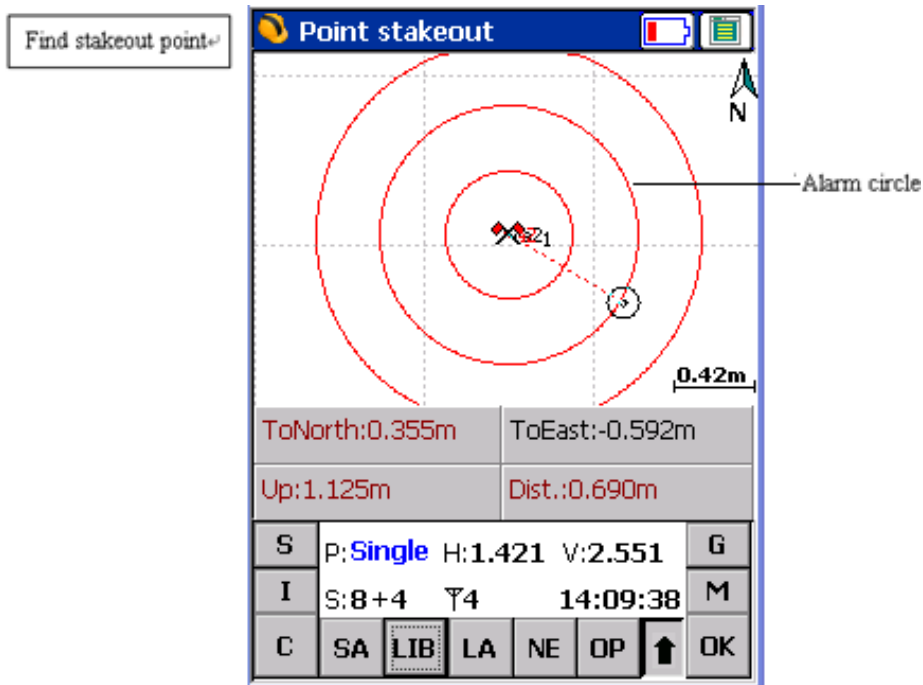 Find stakeout point↵
Point stakeout
N
Alarm circle
0.42m
ToNorth:0.355m
ToEast:-0.592m
Up:1.125m
Dist.:0.690m
S
P:Single H:1.421 V:2.551
G
I
S:8+4 4 14:09:38
M
C
SA
LIB
LA
NE
OP
OK